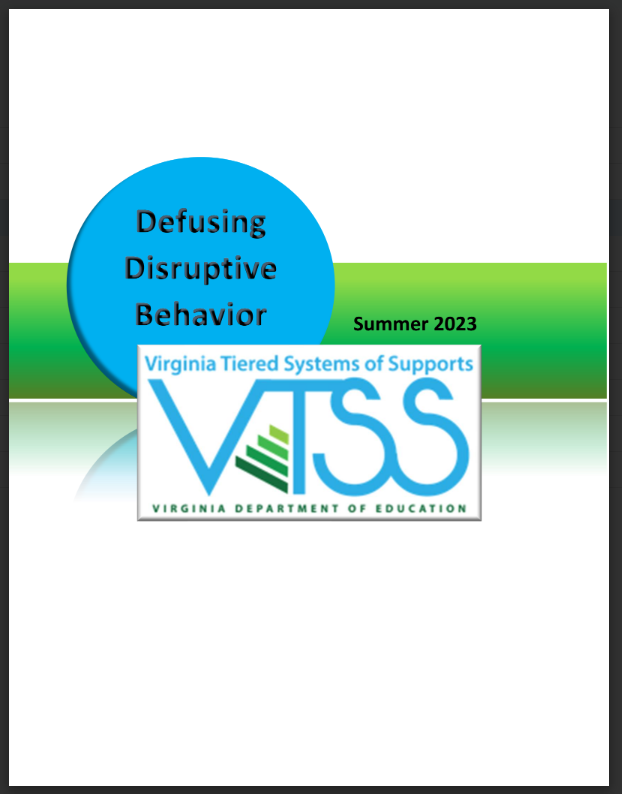 Defusing
Disruptive
Behavior
Summer 2023
Virginia Tiered Systems of Supports
VTSS
VIRGINIA DEPARTMENT OF EDUCATION